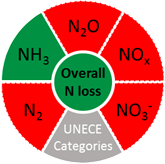 N₂O
NH₃
NOₓ
Overall
N loss
N₂
NO₃⁻
UNECE
Categories